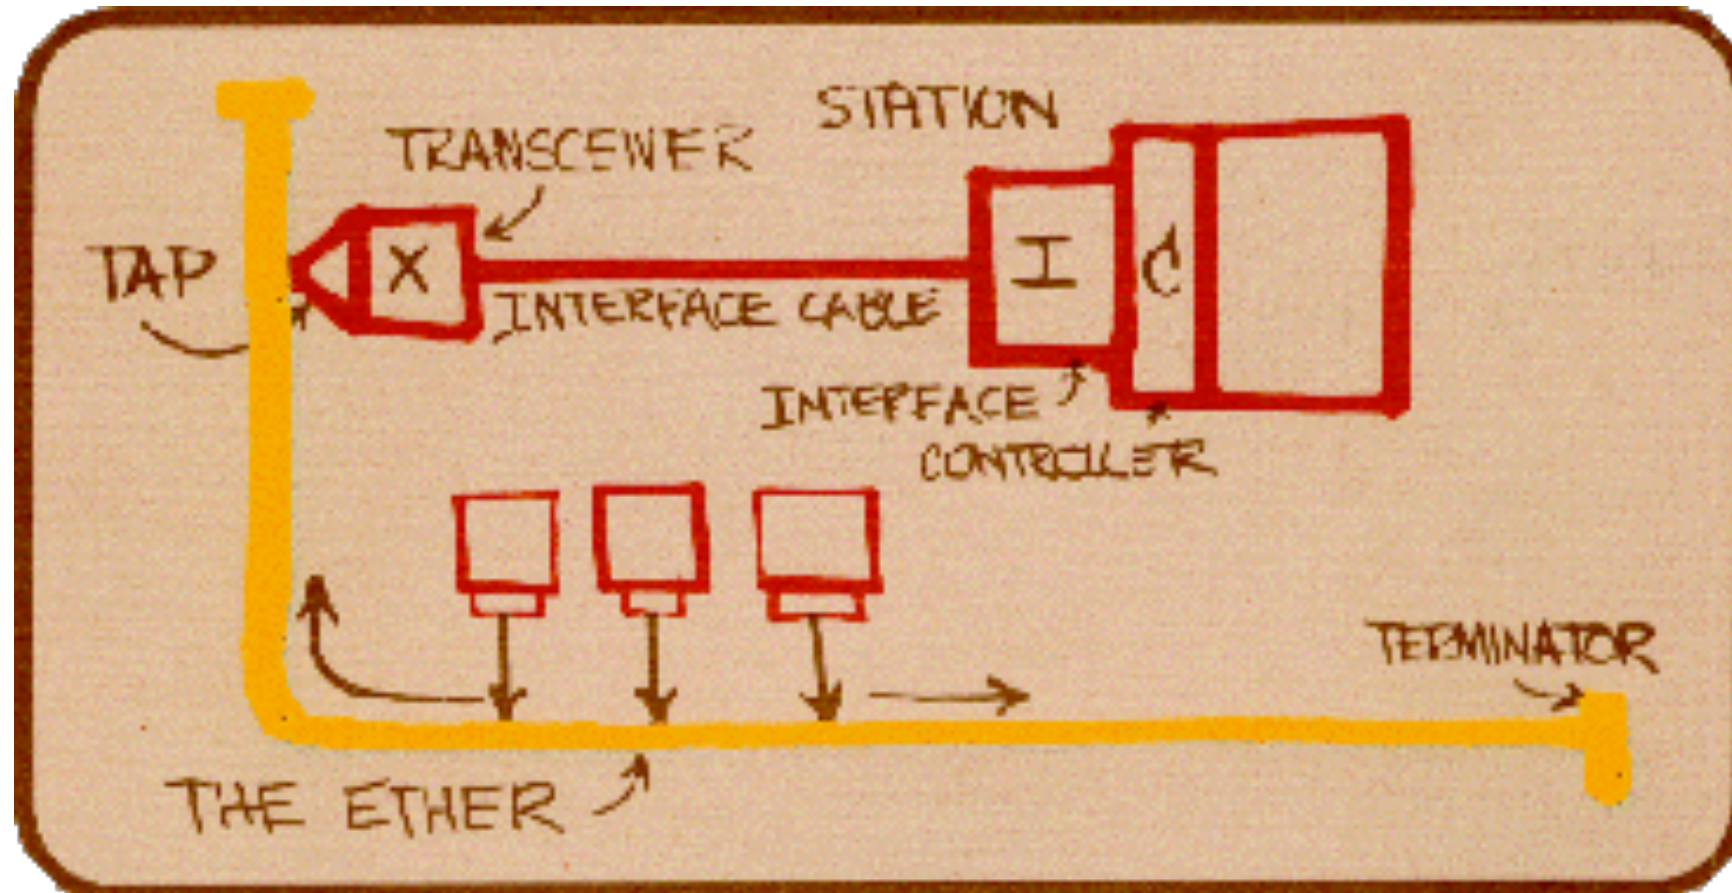 STATION
TRANSCEIVER
TAP
X
I
C
INTERFACE CABLE
INTERFACE
CONTROLLER
TERMINATOR
THE ETHER